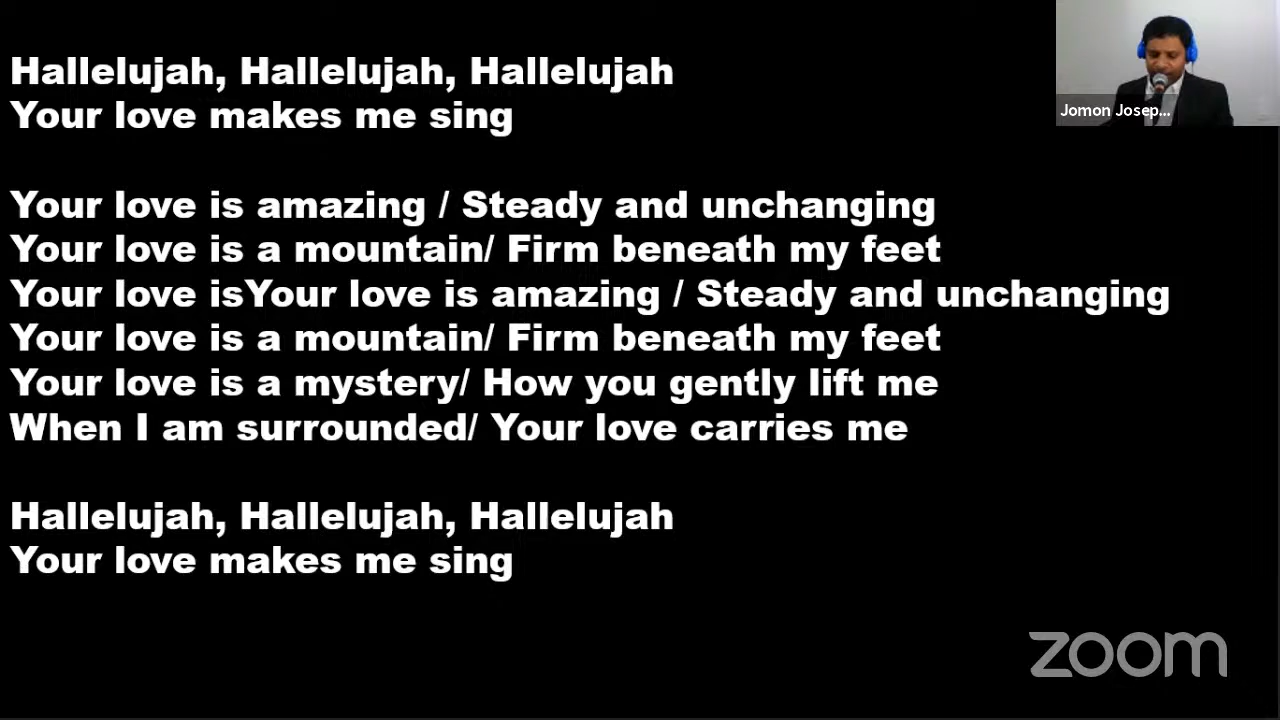 Hallelujah, Hallelujah, Hallelujah
Your love makes me sing
Your love is amazing / Steady and unchanging
Your love is a mountain/ Firm beneath my feet
Your love isYour love is amazing / Steady and unchanging
Your love is a mountain/ Firm beneath my feet
Your love is a mystery/ How you gently lift me
When I am surrounded/ Your love carries me
Hallelujah, Hallelujah, Hallelujah
Your love makes me sing
Jomon Josep...
zoom